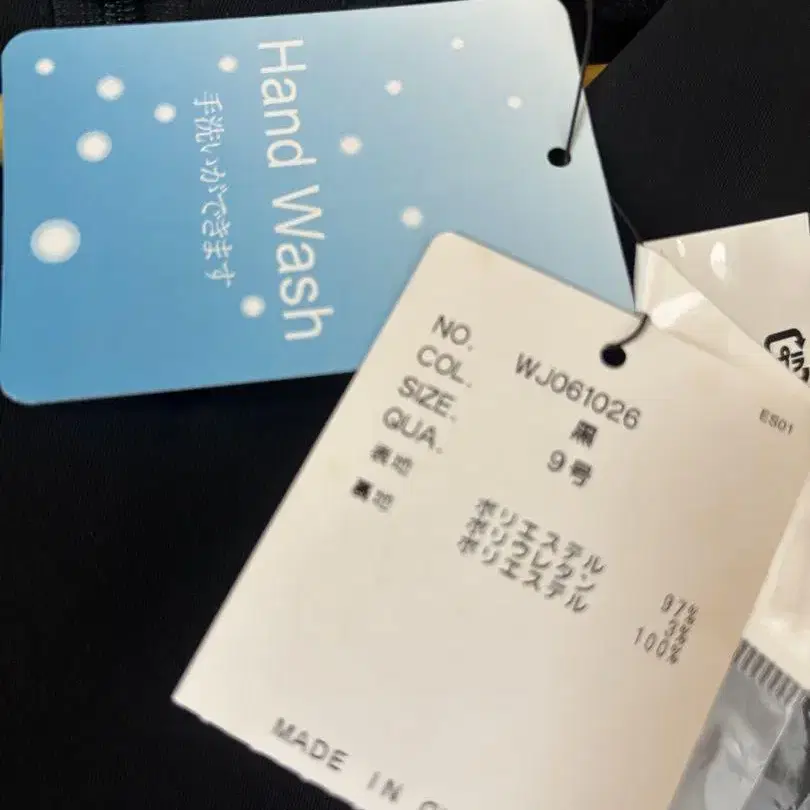 Hand Wash
手洗いができます
NO. WJ061026
COL. 黒
SIZE. 9号
QUA.
表地 ポリエステル 97%
ポリウレタン 3%
裏地 ポリエステル 100%
MADE IN
ES01